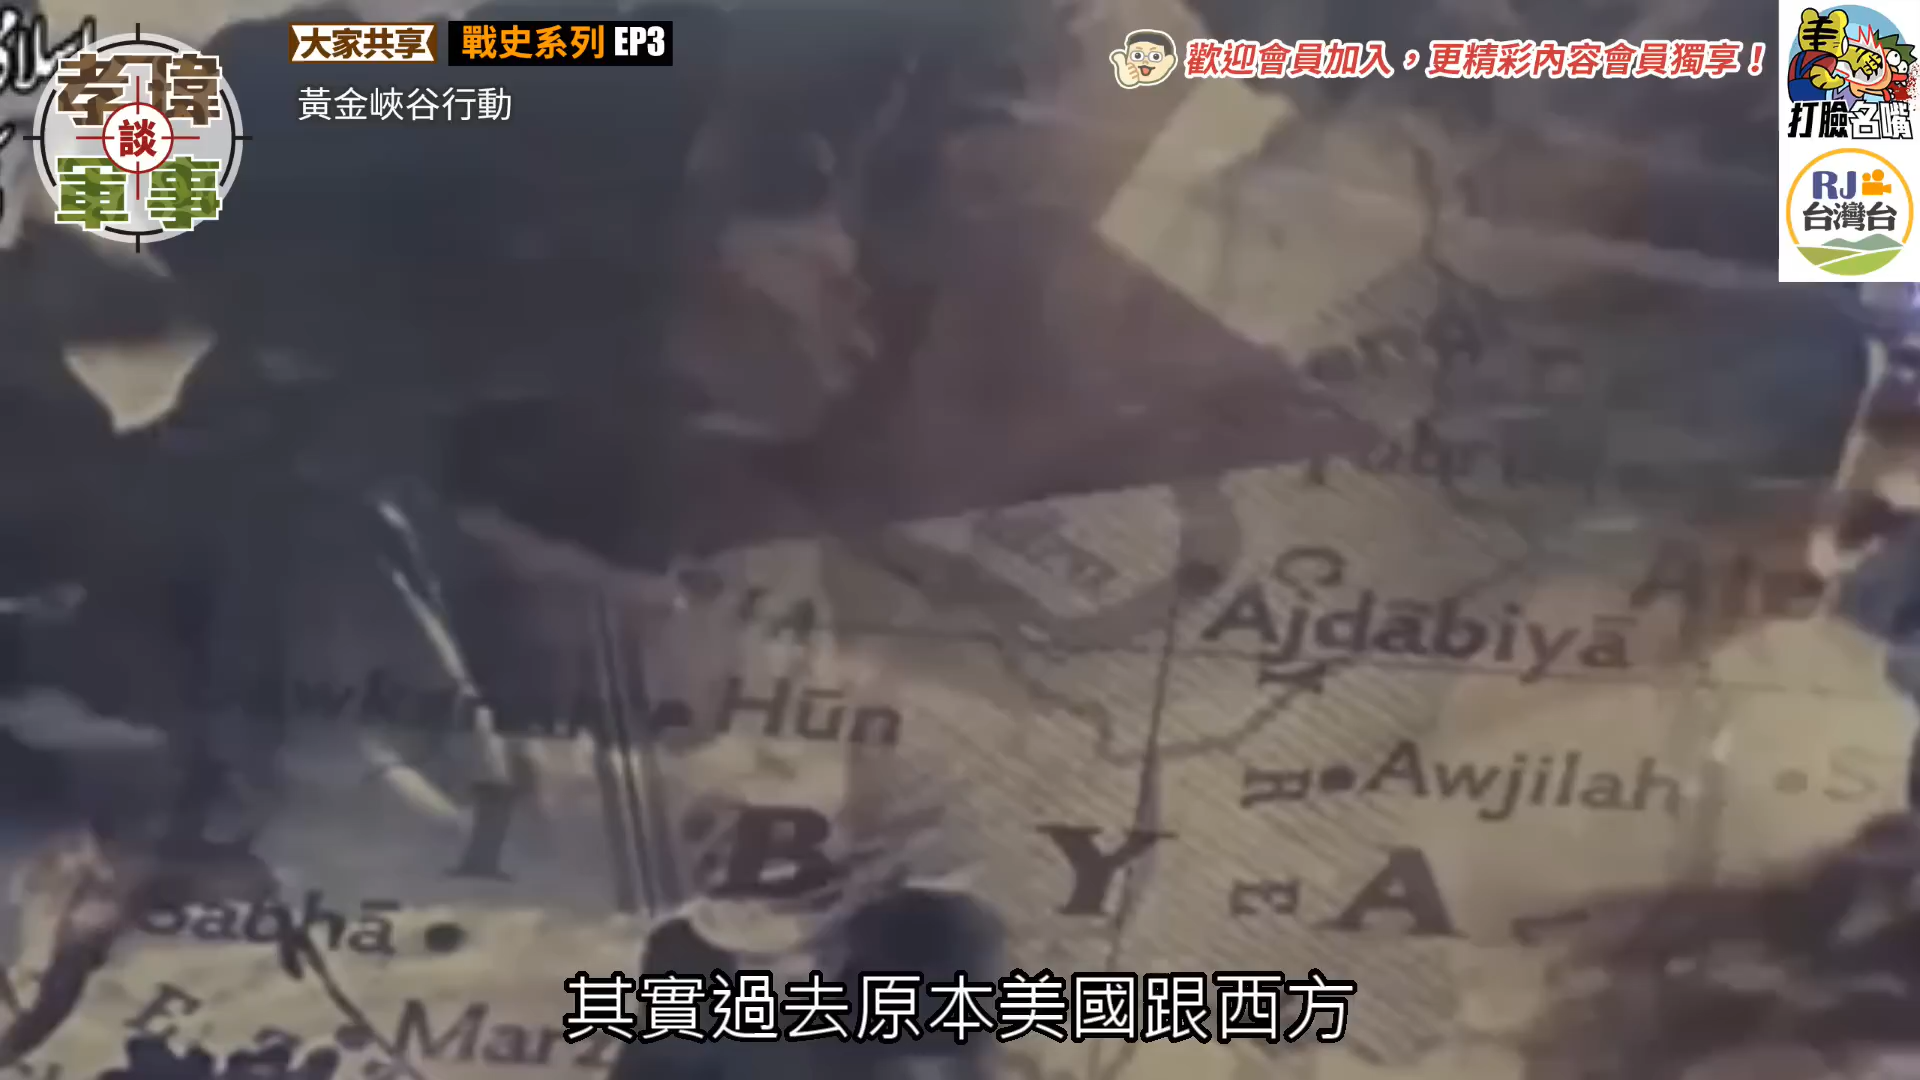 孝瑋
談
軍事
大家共享 戰史系列 EP3
黃金峽谷行動
歡迎會員加入，更精彩內容會員獨享！
打臉名嘴
RJ
台灣台
Ajdābiyā
Hūn
Awjilah
I B Y A
Sabhā
其實過去原本美國跟西方